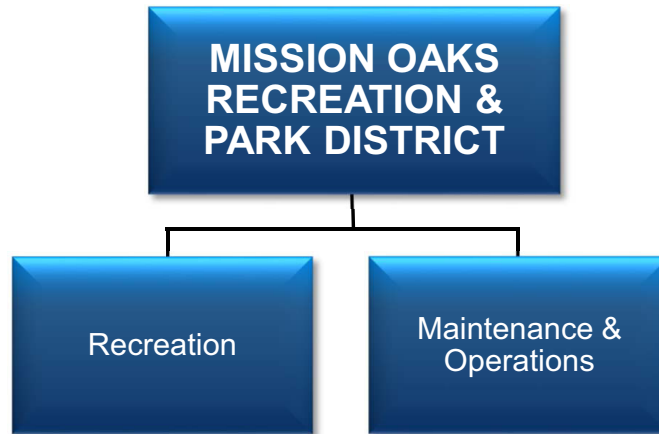 MISSION OAKS
RECREATION &
PARK DISTRICT
Recreation
Maintenance &
Operations